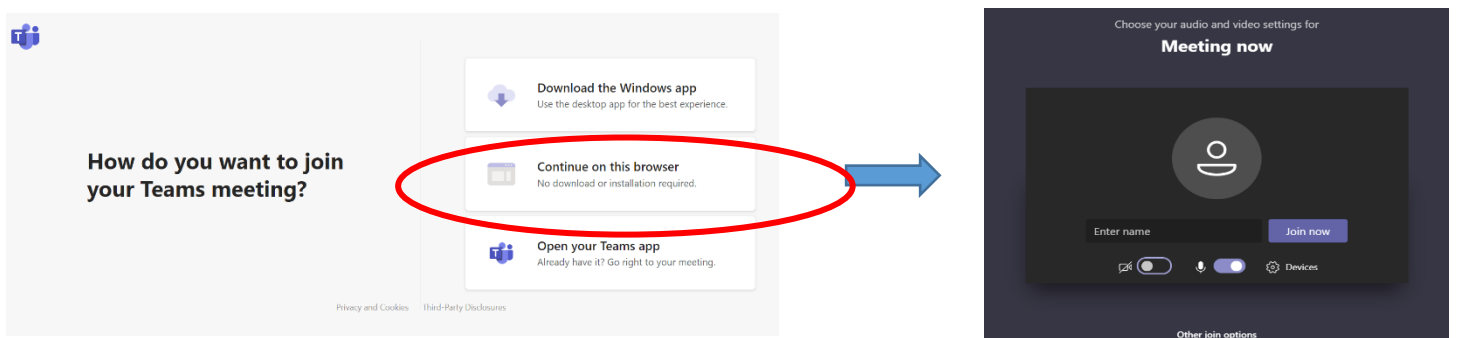 Download the Windows app
Use the desktop app for the best experience.
How do you want to join
your Teams meeting?
Continue on this browser
No download or installation required.
Open your Teams app
Already have it? Go right to your meeting.
Privacy and Cookies
Third-Party Disclosures
Choose your audio and video settings for
Meeting now
Enter name
Join now
Devices
Other join options